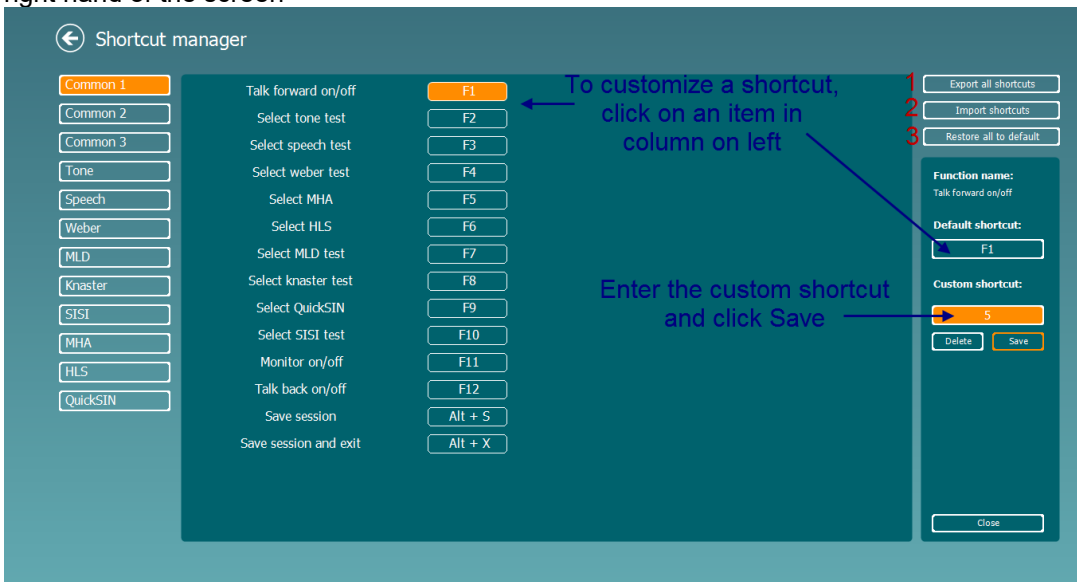 right hand of the screen
Shortcut manager
Common 1
Common 2
Common 3
Tone
Speech
Weber
MLD
Knaster
SISI
MHA
HLS
QuickSIN
Talk forward on/off F1
Select tone test F2
Select speech test F3
Select weber test F4
Select MHA F5
Select HLS F6
Select MLD test F7
Select knaster test F8
Select QuickSIN F9
Select SISI test F10
Monitor on/off F11
Talk back on/off F12
Save session Alt + S
Save session and exit Alt + X
To customize a shortcut,
click on an item in
column on left
Enter the custom shortcut
and click Save
1 Export all shortcuts
2 Import shortcuts
3 Restore all to default
Function name:
Talk forward on/off
Default shortcut:
F1
Custom shortcut:
5
Delete Save
Close